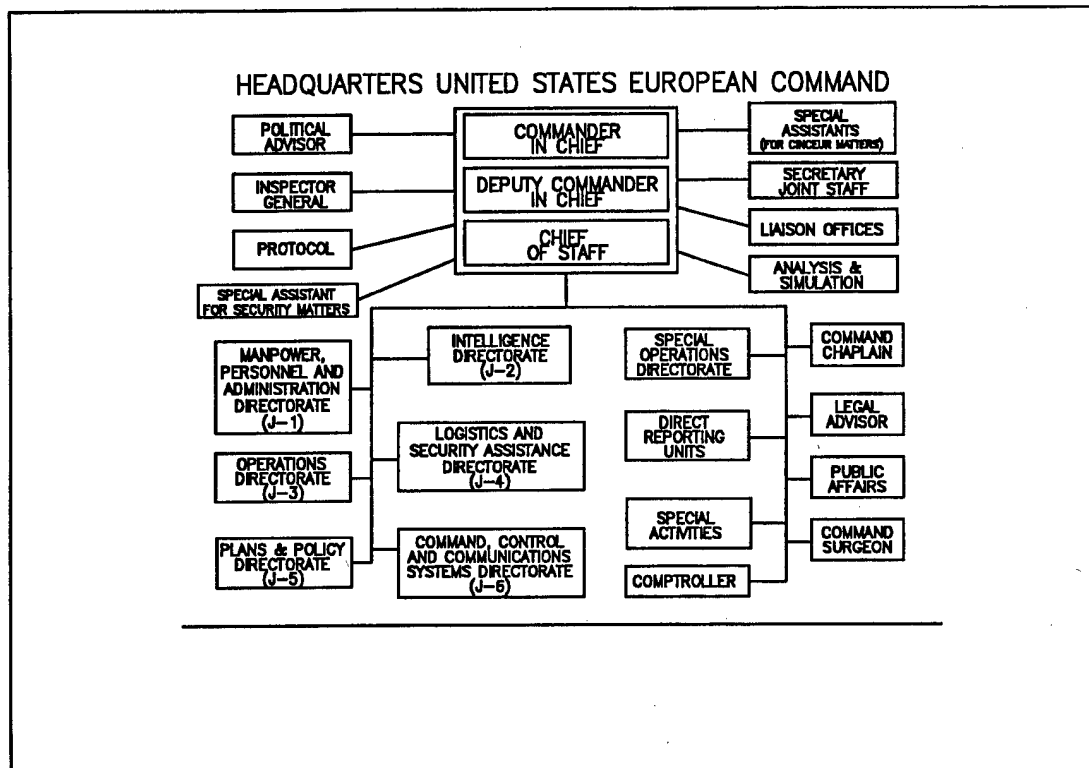 HEADQUARTERS UNITED STATES EUROPEAN COMMAND
POLITICAL
ADVISOR
INSPECTOR
GENERAL
PROTOCOL
SPECIAL ASSISTANT
FOR SECURITY MATTERS
COMMANDER
IN CHIEF
DEPUTY COMMANDER
IN CHIEF
CHIEF
OF STAFF
SPECIAL
ASSISTANTS
(FOR CINCEUR MATTERS)
SECRETARY
JOINT STAFF
LIAISON OFFICES
ANALYSIS &
SIMULATION
MANPOWER,
PERSONNEL AND
ADMINISTRATION
DIRECTORATE
(J-1)
INTELLIGENCE
DIRECTORATE
(J-2)
OPERATIONS
DIRECTORATE
(J-3)
LOGISTICS AND
SECURITY ASSISTANCE
DIRECTORATE
(J-4)
PLANS & POLICY
DIRECTORATE
(J-5)
COMMAND, CONTROL
AND COMMUNICATIONS
SYSTEMS DIRECTORATE
(J-6)
SPECIAL
OPERATIONS
DIRECTORATE
DIRECT
REPORTING
UNITS
SPECIAL
ACTIVITIES
COMPTROLLER
COMMAND
CHAPLAIN
LEGAL
ADVISOR
PUBLIC
AFFAIRS
COMMAND
SURGEON